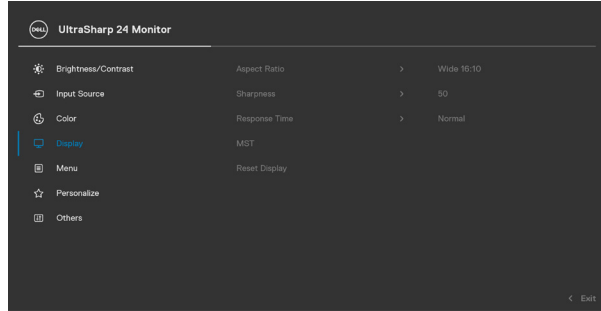 DELL UltraSharp 24 Monitor
Brightness/Contrast Aspect Ratio > Wide 16:10
Input Source Sharpness > 50
Color Response Time > Normal
Display MST
Menu Reset Display
Personalize
Others
< Exit